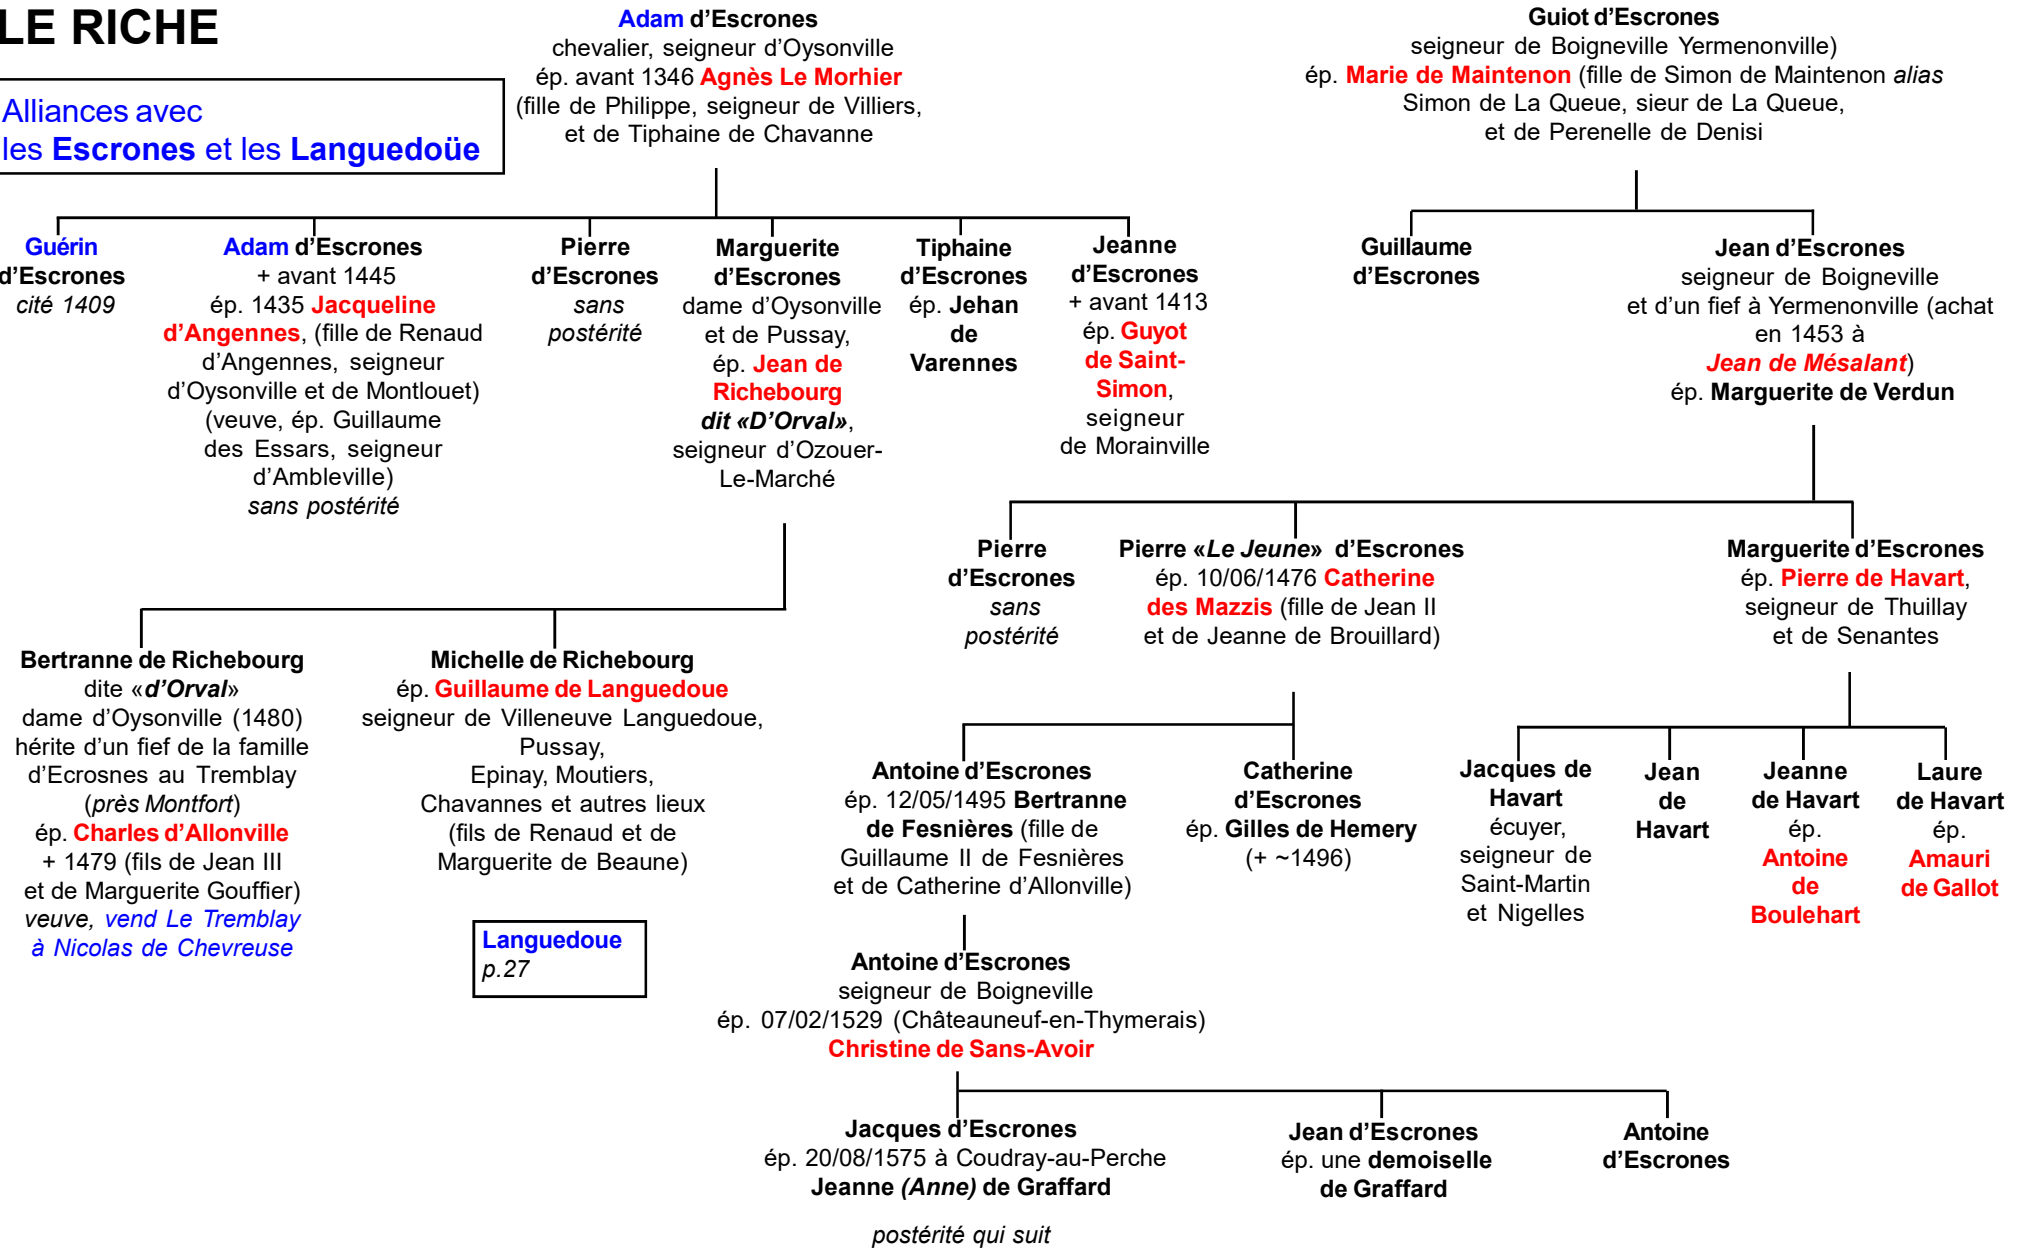 LE RICHE
Alliances avec
les Escrones et les Languedoüe
Adam d’Escrones
chevalier, seigneur d’Oysonville
ép. avant 1346 Agnès Le Morhier
(fille de Philippe, seigneur de Villiers,
et de Tiphaine de Chavanne
Guiot d’Escrones
seigneur de Boigneville Yermenonville)
ép. Marie de Maintenon (fille de Simon de Maintenon alias
Simon de La Queue, sieur de La Queue,
et de Perenelle de Denisi
Guérin
d’Escrones
cité 1409
Adam d’Escrones
+ avant 1445
ép. 1435 Jacqueline
d’Angennes, (fille de Renaud
d’Angennes, seigneur
d’Oysonville et de Montlouet)
(veuve, ép. Guillaume
des Essars, seigneur
d’Ambleville)
sans postérité
Pierre
d’Escrones
sans
postérité
Marguerite
d’Escrones
dame d’Oysonville
et de Pussay,
ép. Jean de
Richebourg
dit «D’Orval»,
seigneur d’Ozouer-
Le-Marché
Tiphaine
d’Escrones
ép. Jehan
de
Varennes
Jeanne
d’Escrones
+ avant 1413
ép. Guyot
de Saint-
Simon,
seigneur
de Morainville
Guillaume
d’Escrones
Jean d’Escrones
seigneur de Boigneville
et d’un fief à Yermenonville (achat
en 1453 à
Jean de Mésalant)
ép. Marguerite de Verdun
Pierre
d’Escrones
sans
postérité
Pierre «Le Jeune» d’Escrones
ép. 10/06/1476 Catherine
des Mazzis (fille de Jean II
et de Jeanne de Brouillard)
Marguerite d’Escrones
ép. Pierre de Havart,
seigneur de Thuillay
et de Senantes
Bertranne de Richebourg
dite «d’Orval»
dame d’Oysonville (1480)
hérite d’un fief de la famille
d’Ecrosnes au Tremblay
(près Montfort)
ép. Charles d’Allonville
+ 1479 (fils de Jean III
et de Marguerite Gouffier)
veuve, vend Le Tremblay
à Nicolas de Chevreuse
Michelle de Richebourg
ép. Guillaume de Languedoue
seigneur de Villeneuve Languedoue,
Pussay,
Epinay, Moutiers,
Chavannes et autres lieux
(fils de Renaud et de
Marguerite de Beaune)
Languedoue
p.27
Antoine d’Escrones
ép. 12/05/1495 Bertranne
de Fesnières (fille de
Guillaume II de Fesnières
et de Catherine d’Allonville)
Catherine
d’Escrones
ép. Gilles de Hemery
(+ ~1496)
Jacques de
Havart
écuyer,
seigneur de
Saint-Martin
et Nigelles
Jean
de
Havart
Jeanne
de Havart
ép.
Antoine
de
Boulehart
Laure
de Havart
ép.
Amauri
de Gallot
Antoine d’Escrones
seigneur de Boigneville
ép. 07/02/1529 (Châteauneuf-en-Thymerais)
Christine de Sans-Avoir
Jacques d’Escrones
ép. 20/08/1575 à Coudray-au-Perche
Jeanne (Anne) de Graffard
postérité qui suit
Jean d’Escrones
ép. une demoiselle
de Graffard
Antoine
d’Escrones